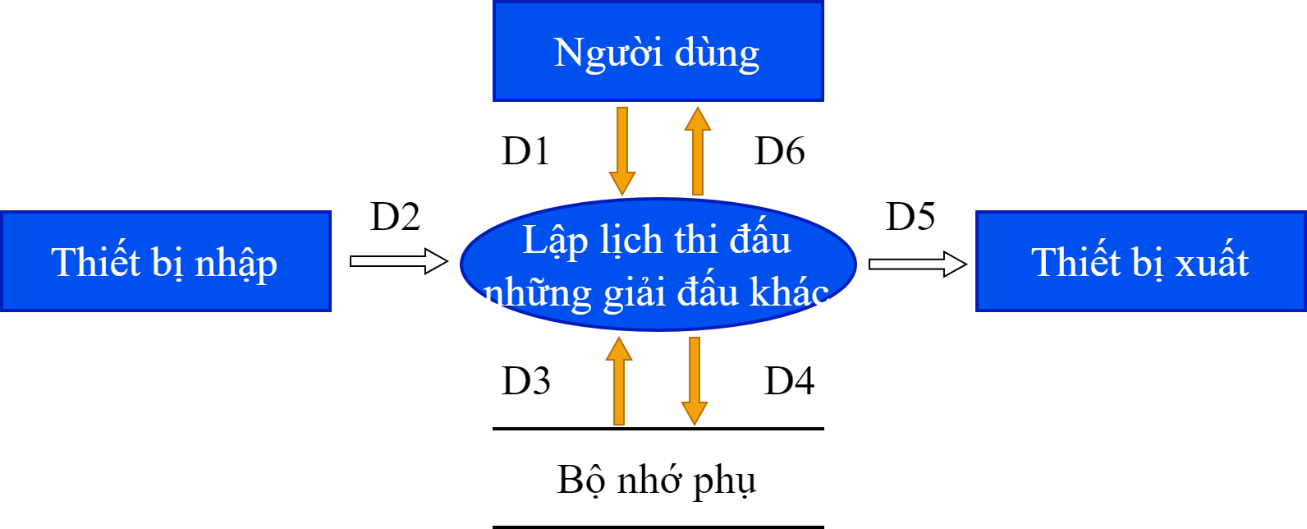 Người dùng
D1
D6
D2
D5
Thiết bị nhập
Lập lịch thi đấu
những giải đấu khác
Thiết bị xuất
D3
D4
Bộ nhớ phụ